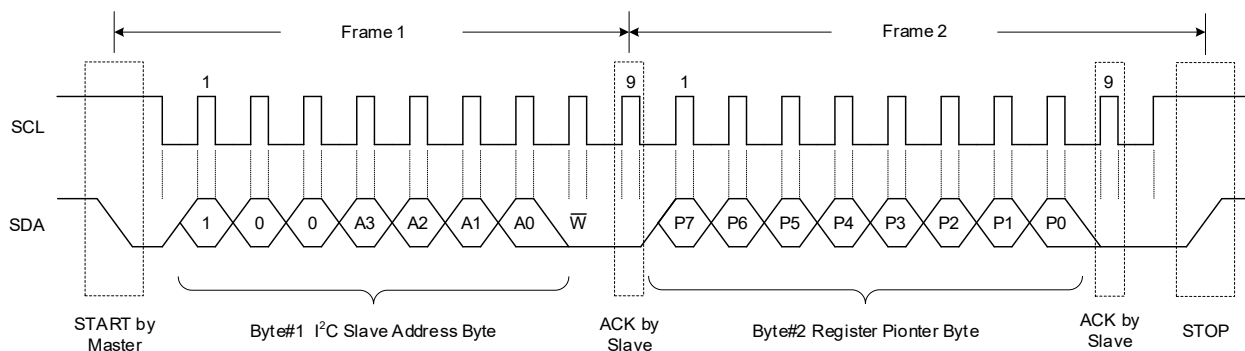 Frame 1 Frame 2
1 9 1 9
SCL
SDA 1 0 0 A3 A2 A1 A0 W̅ P7 P6 P5 P4 P3 P2 P1 P0
START by Master
Byte#1 I²C Slave Address Byte
ACK by Slave
Byte#2 Register Pionter Byte
ACK by Slave
STOP